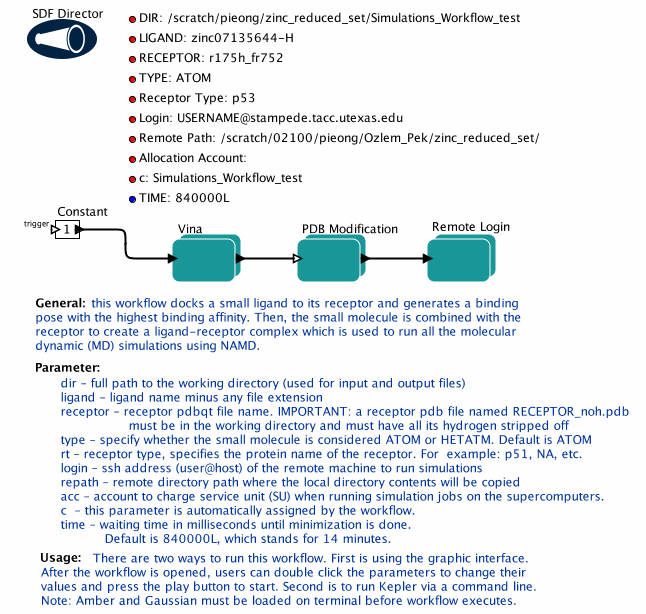 SDF Director
DIR: /scratch/pieong/zinc_reduced_set/Simulations_Workflow_test
LIGAND: zinc07135644-H
RECEPTOR: r175h_fr752
TYPE: ATOM
Receptor Type: p53
Login: USERNAME@stampede.tacc.utexas.edu
Remote Path: /scratch/02100/pieong/Ozlem_Pek/zinc_reduced_set/
Allocation Account:
c: Simulations_Workflow_test
TIME: 840000L
Constant
trigger
1
Vina
PDB Modification
Remote Login
General: this workflow docks a small ligand to its receptor and generates a binding
pose with the highest binding affinity. Then, the small molecule is combined with the
receptor to create a ligand-receptor complex which is used to run all the molecular
dynamic (MD) simulations using NAMD.
Parameter:
dir - full path to the working directory (used for input and output files)
ligand - ligand name minus any file extension
receptor - receptor pdbqt file name. IMPORTANT: a receptor pdb file named RECEPTOR_noh.pdb
must be in the working directory and must have all its hydrogen stripped off
type - specify whether the small molecule is considered ATOM or HETATM. Default is ATOM
rt - receptor type, specifies the protein name of the receptor. For example: p51, NA, etc.
login - ssh address (user@host) of the remote machine to run simulations
repath - remote directory path where the local directory contents will be copied
acc - account to charge service unit (SU) when running simulation jobs on the supercomputers.
c - this parameter is automatically assigned by the workflow.
time - waiting time in milliseconds until minimization is done.
Default is 840000L, which stands for 14 minutes.
Usage: There are two ways to run this workflow. First is using the graphic interface.
After the workflow is opened, users can double click the parameters to change their
values and press the play button to start. Second is to run Kepler via a command line.
Note: Amber and Gaussian must be loaded on terminal before workflow executes.